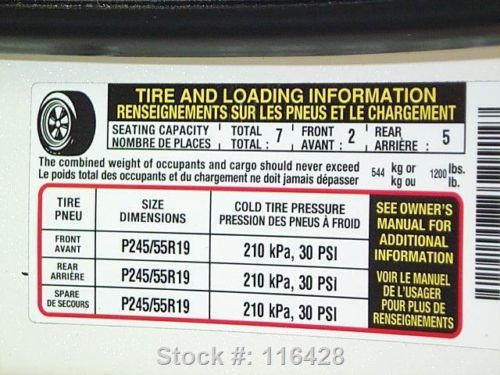 TIRE AND LOADING INFORMATION
RENSEIGNEMENTS SUR LES PNEUS ET LE CHARGEMENT
SEATING CAPACITY TOTAL 7 FRONT 2 REAR 5
NOMBRE DE PLACES TOTAL : AVANT : ARRIÈRE :
The combined weight of occupants and cargo should never exceed 544 kg or 1200 lbs.
Le poids total des occupants et du chargement ne doit jamais dépasser kg ou lb.
TIRE SIZE COLD TIRE PRESSURE
PNEU DIMENSIONS PRESSION DES PNEUS À FROID
FRONT
AVANT P245/55R19 210 kPa, 30 PSI
REAR
ARRIÈRE P245/55R19 210 kPa, 30 PSI
SPARE
DE SECOURS P245/55R19 210 kPa, 30 PSI
SEE OWNER'S
MANUAL FOR
ADDITIONAL
INFORMATION
VOIR LE MANUEL
DE L'USAGER
POUR PLUS DE
RENSEIGNEMENTS
Stock #: 116428